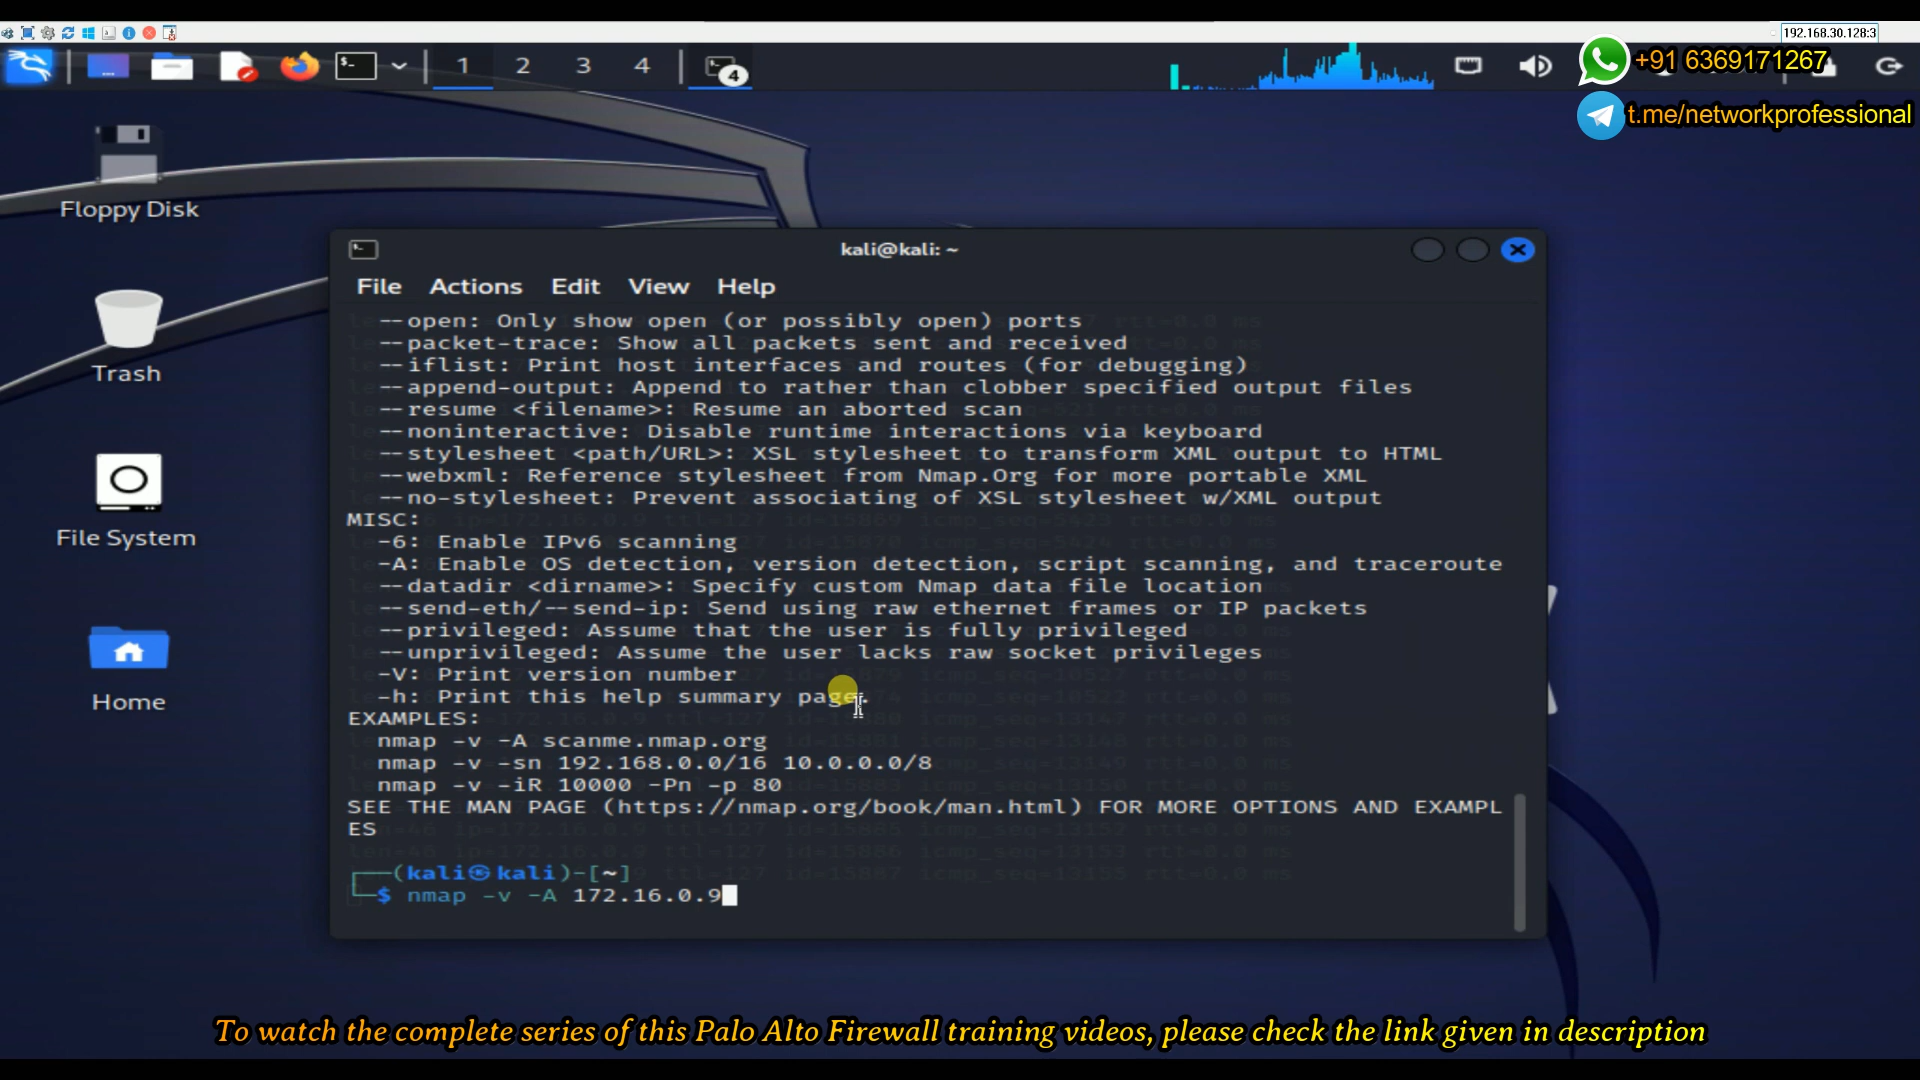 192.168.30.128:3
1 2 3 4
4
+91 6369171267
t.me/networkprofessional
Floppy Disk
Trash
File System
Home
kali@kali: ~
File Actions Edit View Help
--open: Only show open (or possibly open) ports
--packet-trace: Show all packets sent and received
--iflist: Print host interfaces and routes (for debugging)
--append-output: Append to rather than clobber specified output files
--resume <filename>: Resume an aborted scan
--noninteractive: Disable runtime interactions via keyboard
--stylesheet <path/URL>: XSL stylesheet to transform XML output to HTML
--webxml: Reference stylesheet from Nmap.Org for more portable XML
--no-stylesheet: Prevent associating of XSL stylesheet w/XML output
MISC:
-6: Enable IPv6 scanning
-A: Enable OS detection, version detection, script scanning, and traceroute
--datadir <dirname>: Specify custom Nmap data file location
--send-eth/--send-ip: Send using raw ethernet frames or IP packets
--privileged: Assume that the user is fully privileged
--unprivileged: Assume the user lacks raw socket privileges
-V: Print version number
-h: Print this help summary page.
EXAMPLES:
nmap -v -A scanme.nmap.org
nmap -v -sn 192.168.0.0/16 10.0.0.0/8
nmap -v -iR 10000 -Pn -p 80
SEE THE MAN PAGE (https://nmap.org/book/man.html) FOR MORE OPTIONS AND EXAMPL
ES
┌──(kali㉿kali)-[~]
└─$ nmap -v -A 172.16.0.9
To watch the complete series of this Palo Alto Firewall training videos, please check the link given in description